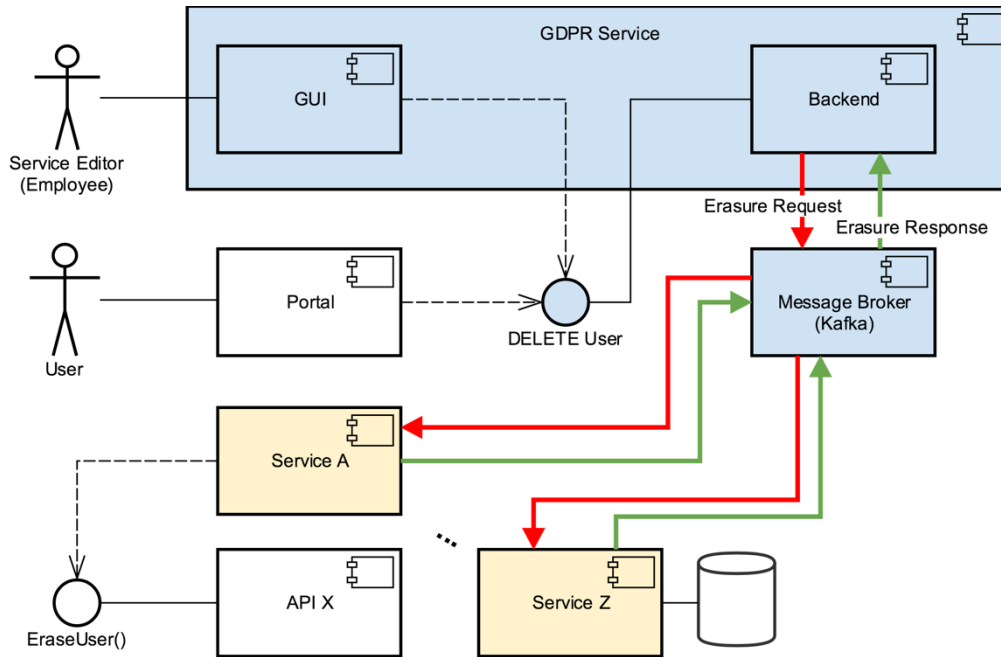 GDPR Service
GUI
Backend
Service Editor
(Employee)
Erasure Request
Erasure Response
Portal
Message Broker
(Kafka)
DELETE User
User
Service A
API X
Service Z
EraseUser()